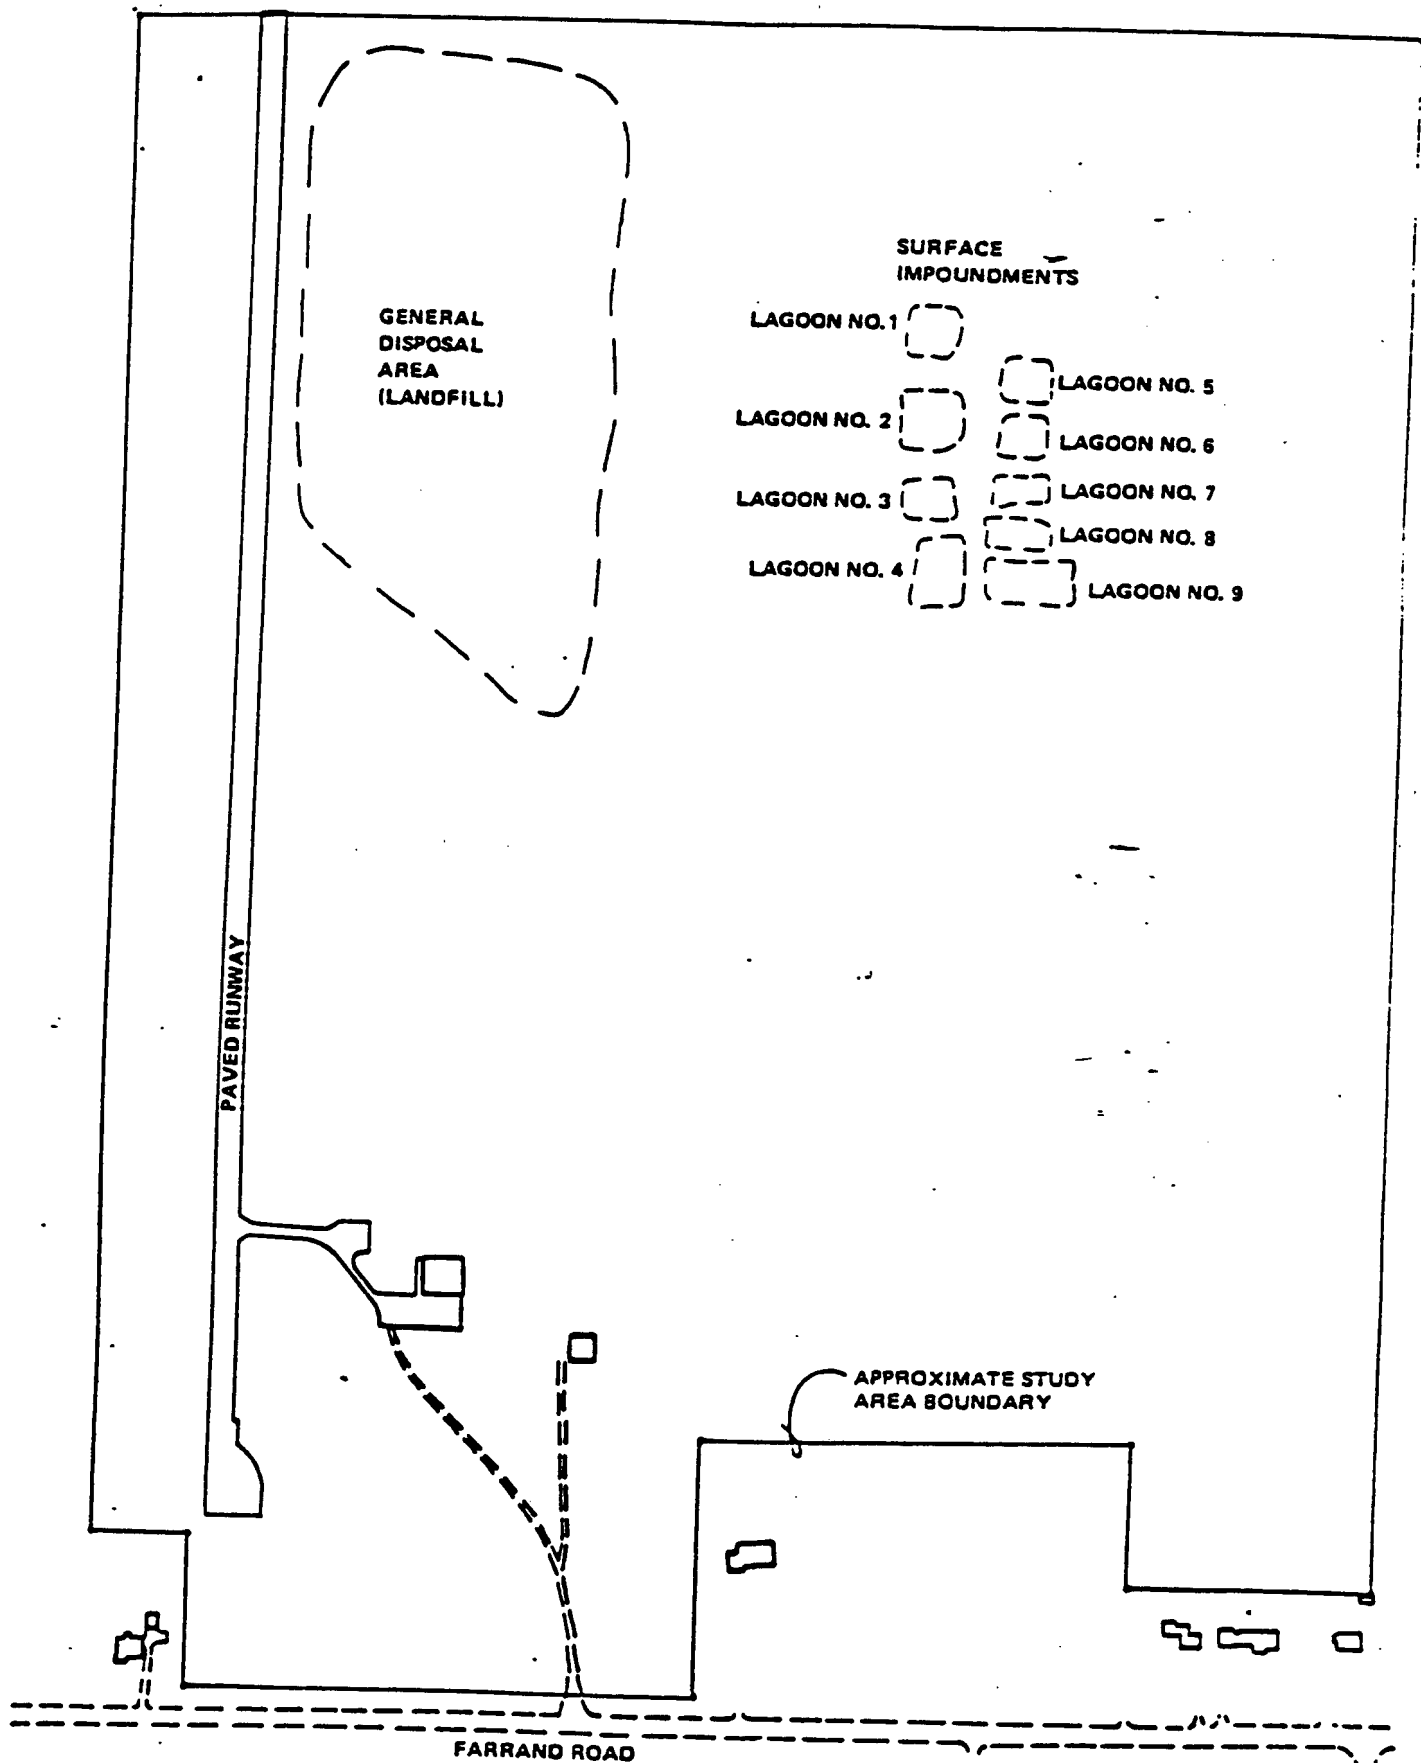 SURFACE
IMPOUNDMENTS
GENERAL
DISPOSAL
AREA
(LANDFILL)
LAGOON NO. 1
LAGOON NO. 5
LAGOON NO. 2
LAGOON NO. 6
LAGOON NO. 3
LAGOON NO. 7
LAGOON NO. 8
LAGOON NO. 4
LAGOON NO. 9
PAVED RUNWAY
APPROXIMATE STUDY
AREA BOUNDARY
FARRAND ROAD